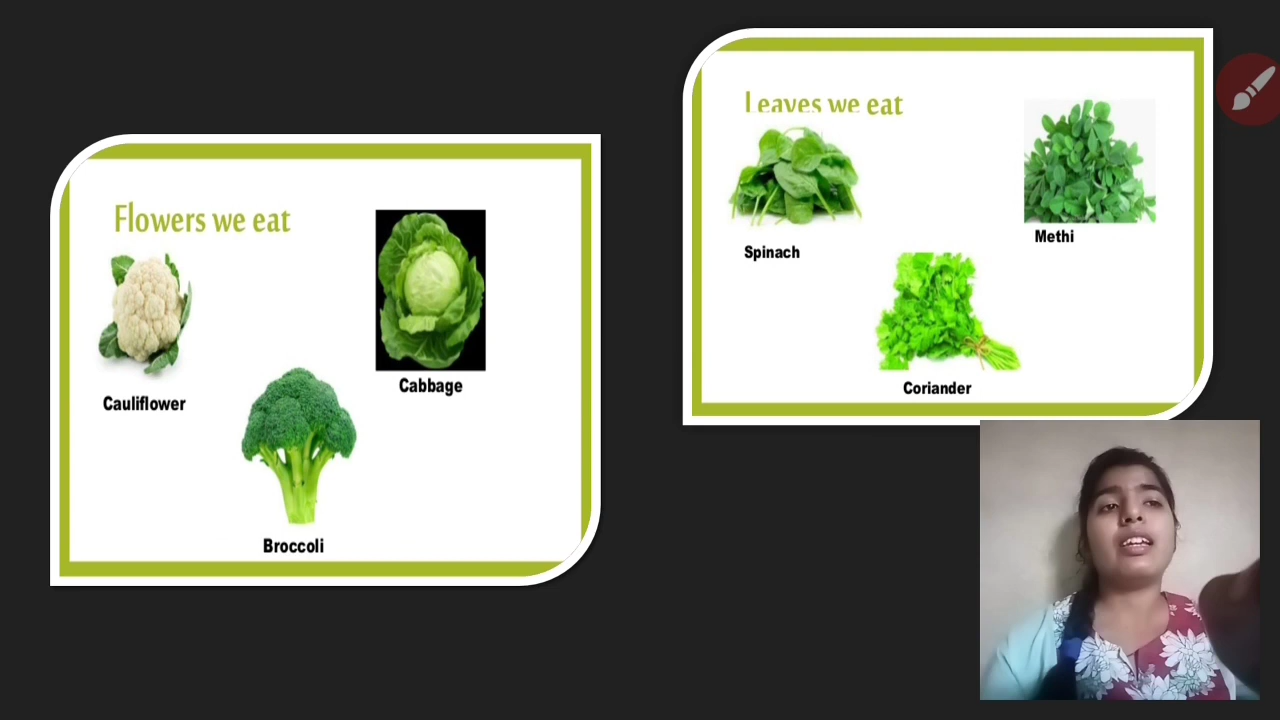 Flowers we eat
Cauliflower
Cabbage
Broccoli
Leaves we eat
Spinach
Methi
Coriander